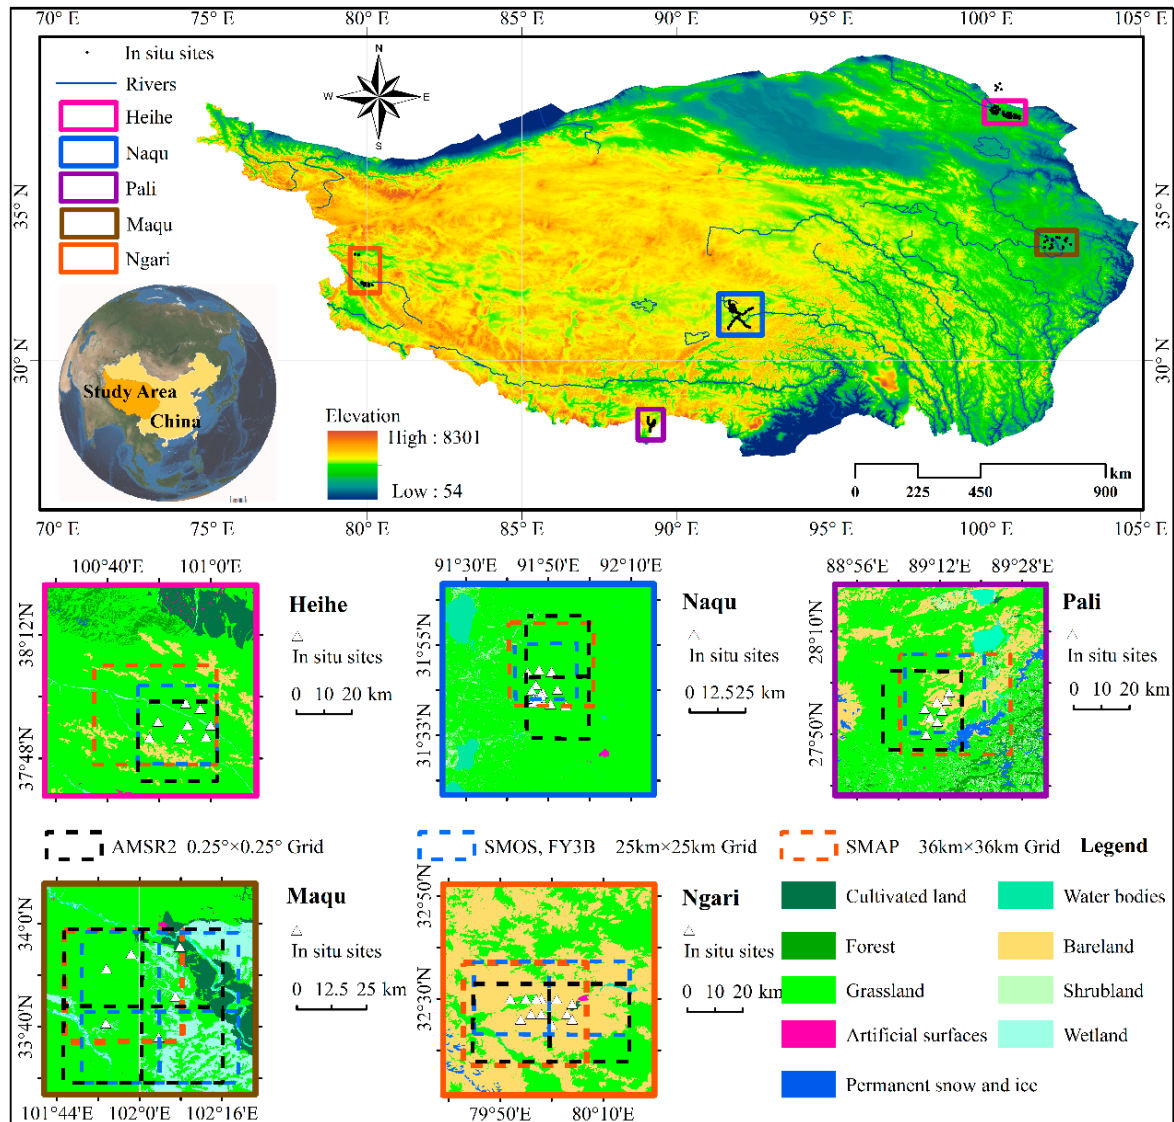 70° E 75° E 80° E 85° E 90° E 95° E 100° E 105° E
In situ sites
Rivers
Heihe
Naqu
Pali
Maqu
Ngari
N
W E
S
35° N 35° N
30° N 30° N
Study Area
China
Elevation
High : 8301
Low : 54
km
0 225 450 900
70° E 75° E 80° E 85° E 90° E 95° E 100° E 105° E
100°40'E 101°0'E
38°12'N
37°48'N
Heihe
In situ sites
0 10 20 km
91°30'E 91°50'E 92°10'E
31°55'N
31°33'N
Naqu
In situ sites
0 12.525 km
88°56'E 89°12'E 89°28'E
28°10'N
27°50'N
Pali
In situ sites
0 10 20 km
AMSR2 0.25°×0.25° Grid
SMOS, FY3B 25km×25km Grid
SMAP 36km×36km Grid
34°0'N
33°40'N
101°44'E 102°0'E 102°16'E
Maqu
In situ sites
0 12.5 25 km
32°50'N
32°30'N
79°50'E 80°10'E
Ngari
In situ sites
0 10 20 km
Legend
Cultivated land
Water bodies
Forest
Bareland
Grassland
Shrubland
Artificial surfaces
Wetland
Permanent snow and ice